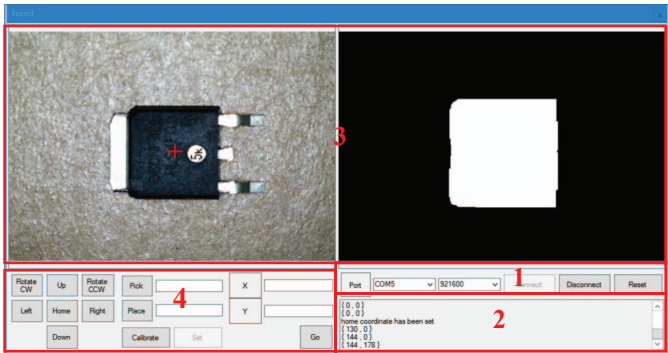 Form1
3
5k
Rotate CW
Up
Rotate CCW
Pick
X
4
Left
Home
Right
Place
Y
Down
Calibrate
Set
Go
1
Port
COM5
921600
Connect
Disconnect
Reset
2
{ 0 , 0 }
{ 0 , 0 }
home coordinate has been set
{ 130 , 0 }
{ 144 , 0 }
{ 144 , 178 }